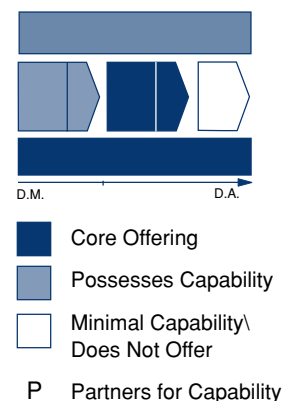 D.M. D.A.
Core Offering
Possesses Capability
Minimal Capability\
Does Not Offer
P Partners for Capability